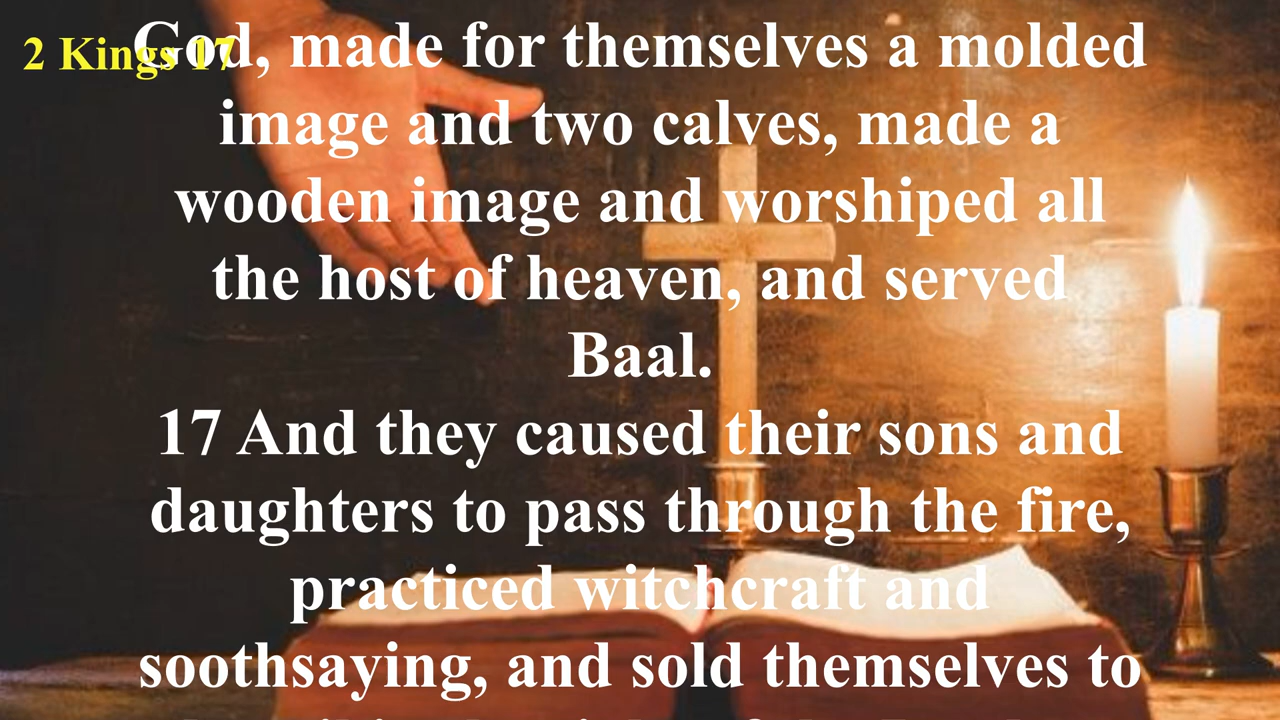 2 Kings 17
God, made for themselves a molded
image and two calves, made a
wooden image and worshiped all
the host of heaven, and served
Baal.
17 And they caused their sons and
daughters to pass through the fire,
practiced witchcraft and
soothsaying, and sold themselves to